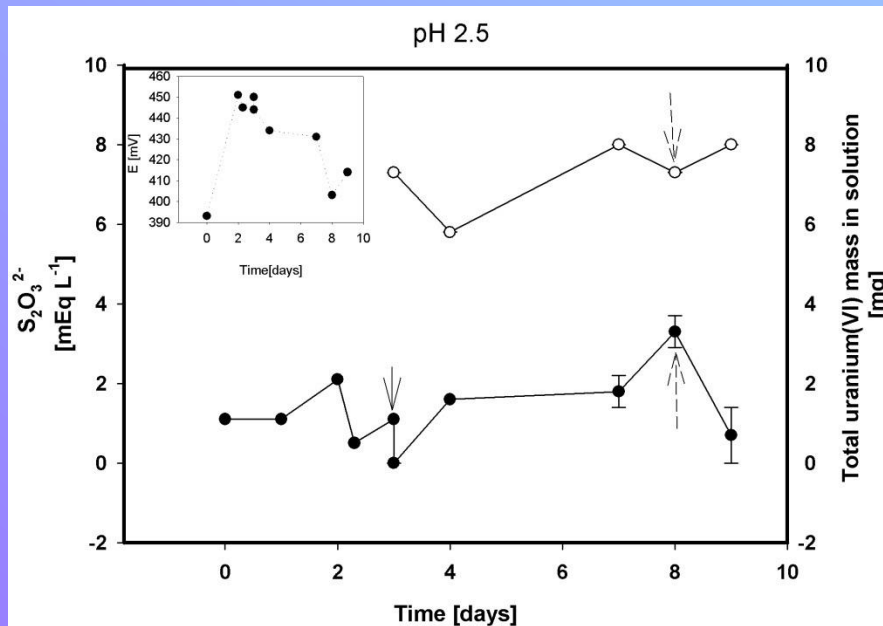 pH 2.5
10
8
6
4
2
0
-2
S₂O₃²⁻
[mEq L⁻¹]
460
450
440
430
420
410
400
390
E [mV]
0 2 4 6 8 10
Time[days]
10
8
6
4
2
0
-2
Total uranium(VI) mass in solution
[mg]
0 2 4 6 8 10
Time [days]